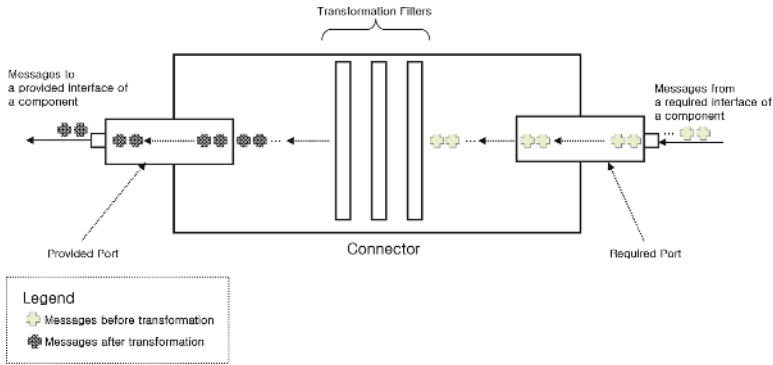 Transformation Filters
Messages to
a provided interface of
a component
Messages from
a required interface of
a component
Provided Port
Connector
Required Port
Legend
Messages before transformation
Messages after transformation